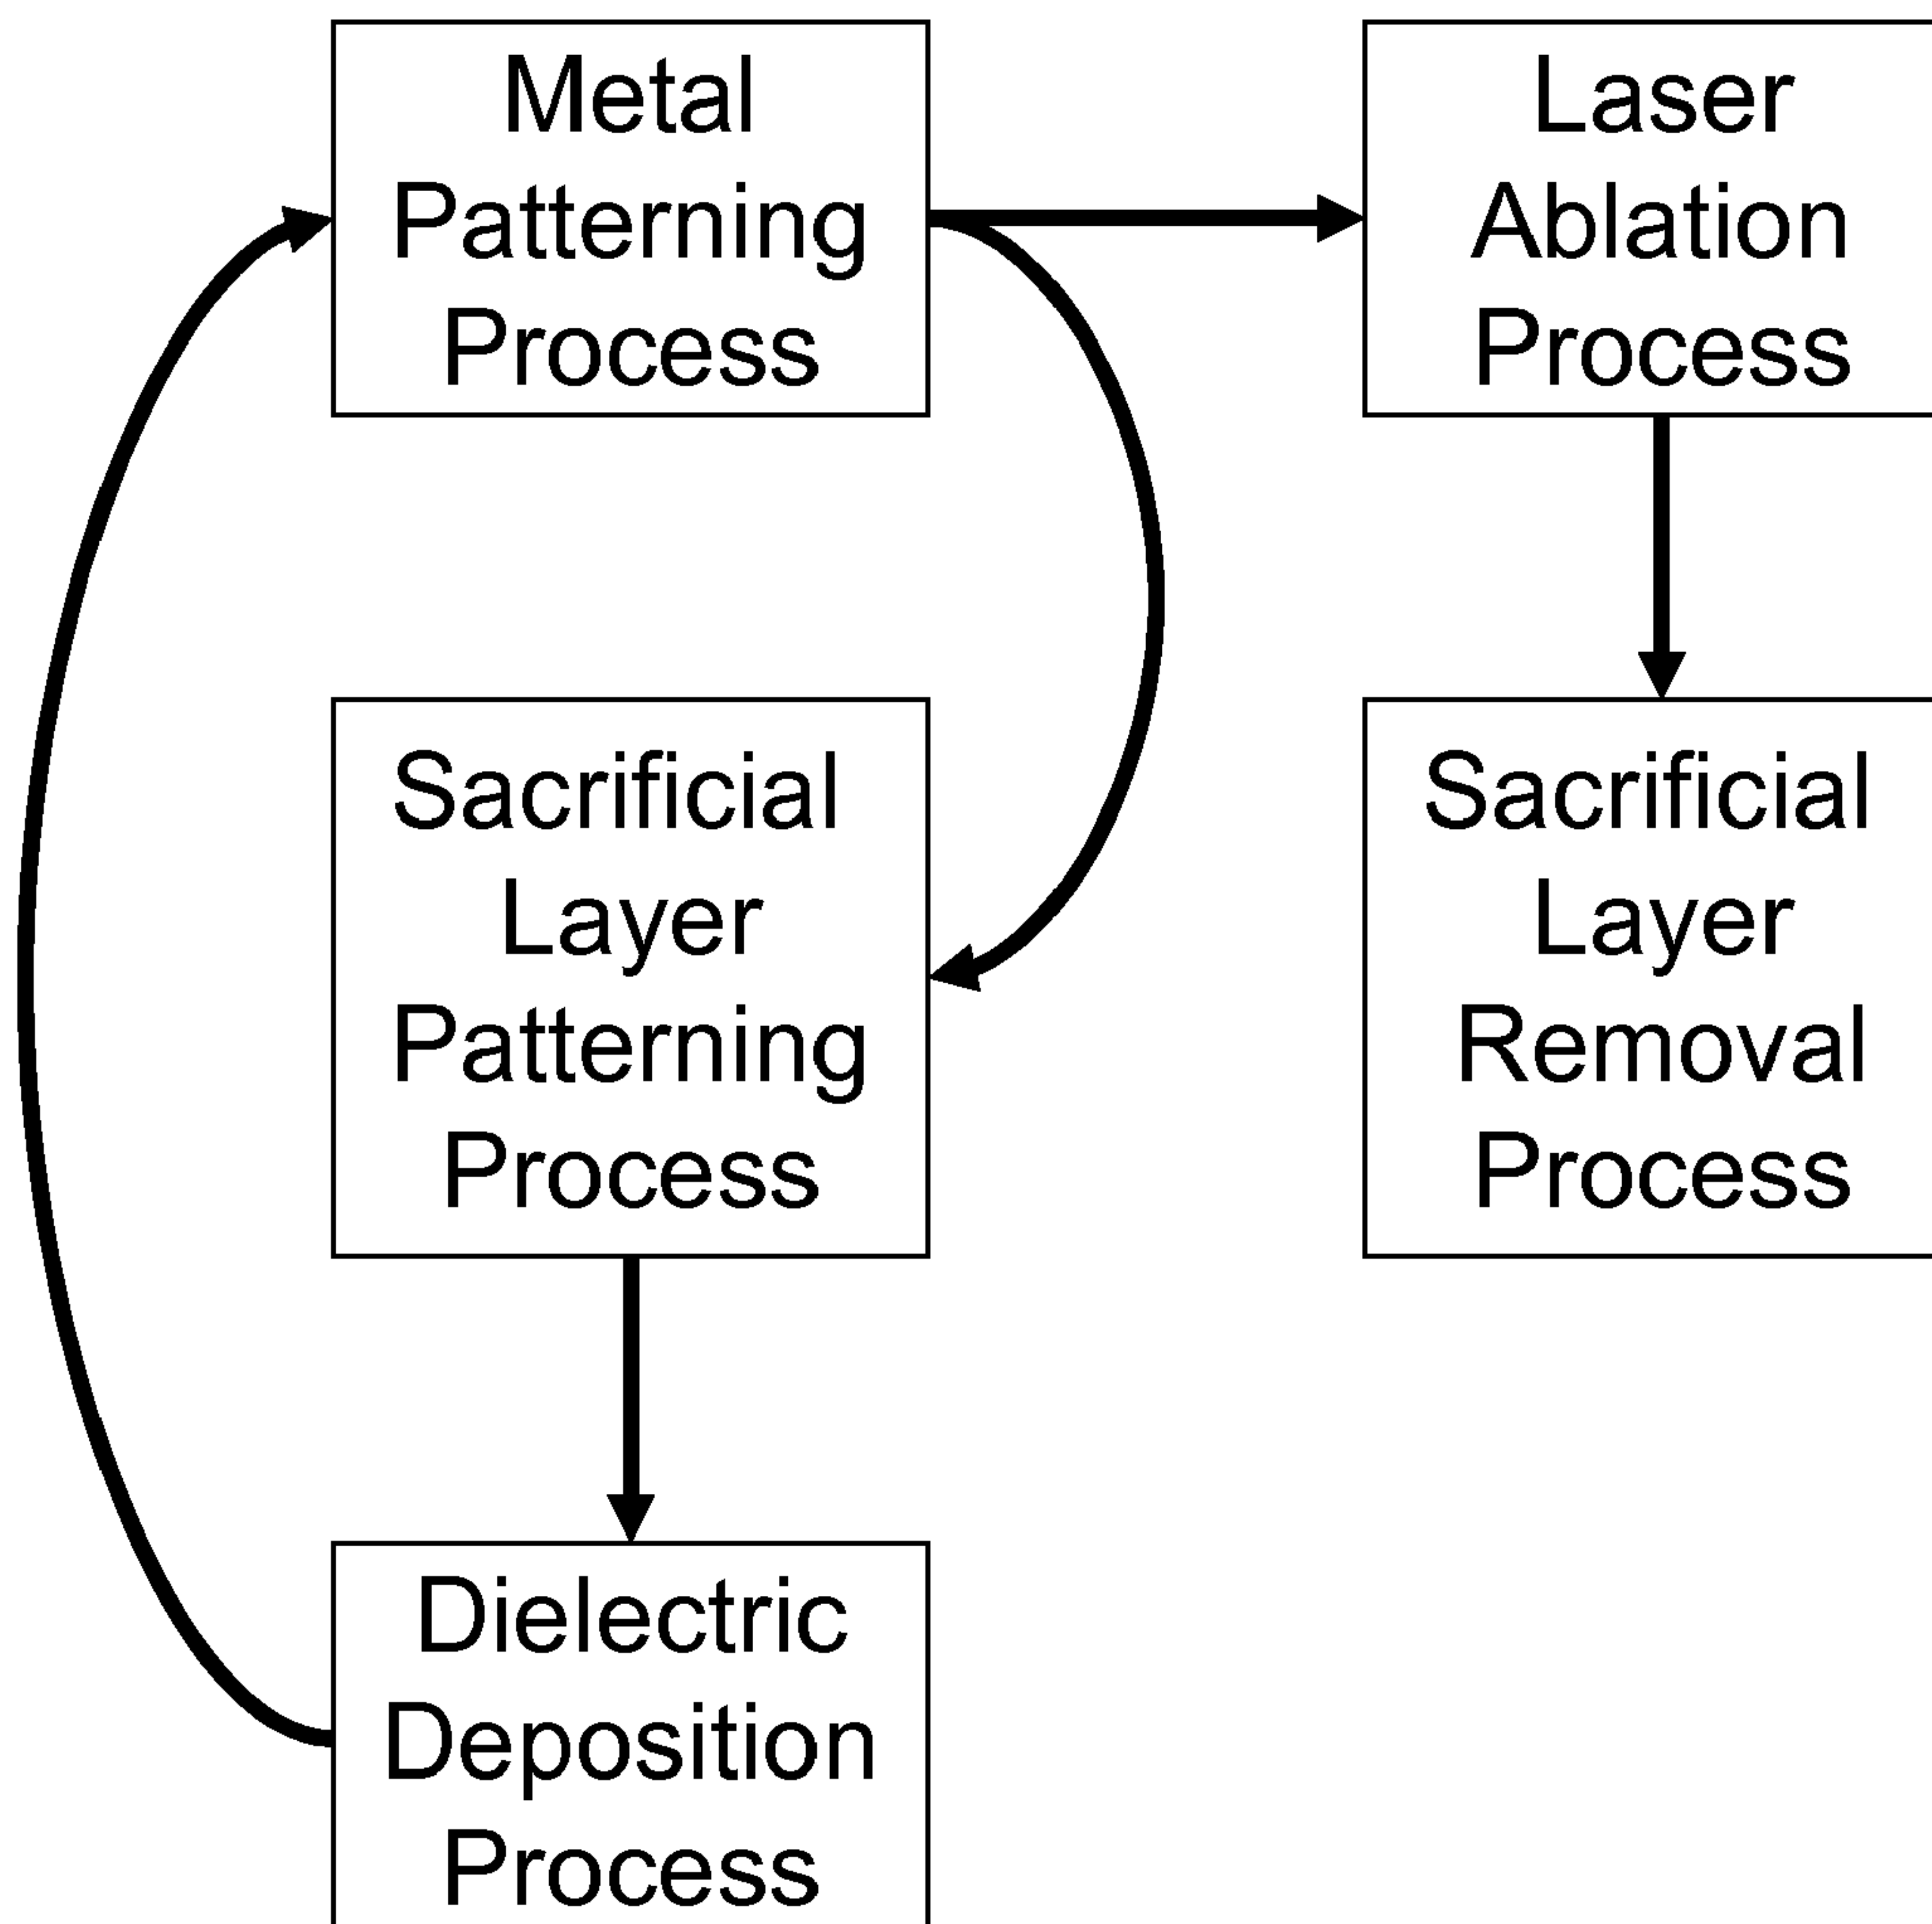 Metal
Patterning
Process
Laser
Ablation
Process
Sacrificial
Layer
Patterning
Process
Sacrificial
Layer
Removal
Process
Dielectric
Deposition
Process